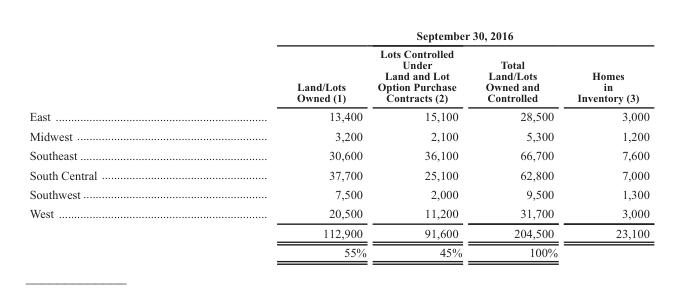 September 30, 2016
Lots Controlled
Under Total
Land/Lots Land and Lot Land/Lots Homes
Owned (1) Option Purchase Owned and in
Contracts (2) Controlled Inventory (3)
East 13,400 15,100 28,500 3,000
Midwest 3,200 2,100 5,300 1,200
Southeast 30,600 36,100 66,700 7,600
South Central 37,700 25,100 62,800 7,000
Southwest 7,500 2,000 9,500 1,300
West 20,500 11,200 31,700 3,000
112,900 91,600 204,500 23,100
55% 45% 100%